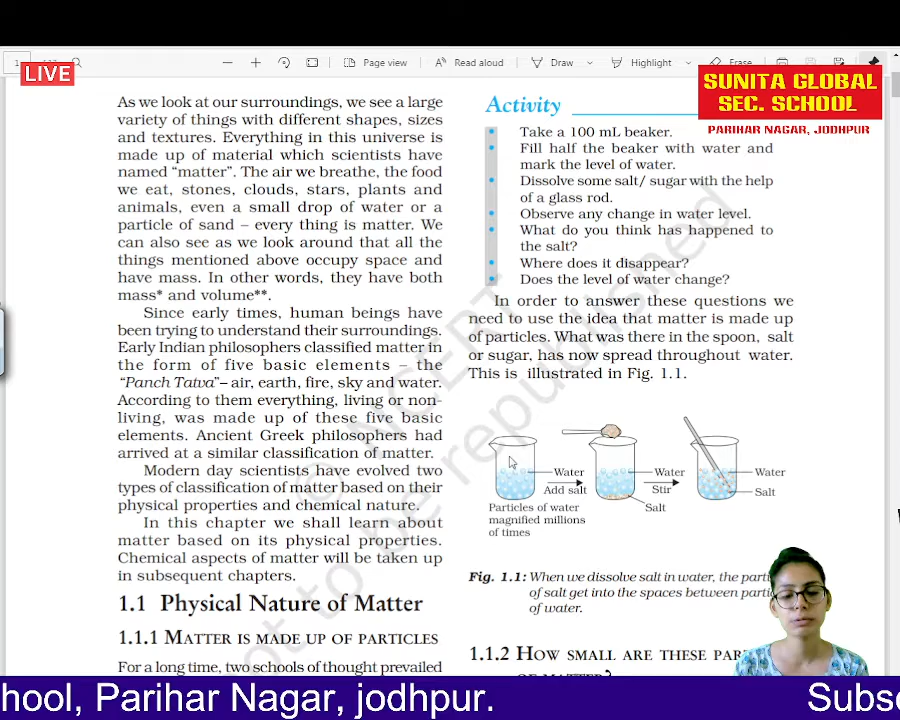 Page view
Read aloud
Draw
Highlight
Erase
LIVE
SUNITA GLOBAL
SEC. SCHOOL
PARIHAR NAGAR, JODHPUR
As we look at our surroundings, we see a large
variety of things with different shapes, sizes
and textures. Everything in this universe is
made up of material which scientists have
named “matter”. The air we breathe, the food
we eat, stones, clouds, stars, plants and
animals, even a small drop of water or a
particle of sand – every thing is matter. We
can also see as we look around that all the
things mentioned above occupy space and
have mass. In other words, they have both
mass* and volume**.
Since early times, human beings have
been trying to understand their surroundings.
Early Indian philosophers classified matter in
the form of five basic elements – the
“Panch Tatva”– air, earth, fire, sky and water.
According to them everything, living or non-
living, was made up of these five basic
elements. Ancient Greek philosophers had
arrived at a similar classification of matter.
Modern day scientists have evolved two
types of classification of matter based on their
physical properties and chemical nature.
In this chapter we shall learn about
matter based on its physical properties.
Chemical aspects of matter will be taken up
in subsequent chapters.
1.1 Physical Nature of Matter
1.1.1 MATTER IS MADE UP OF PARTICLES
For a long time, two schools of thought prevailed
Activity
• Take a 100 mL beaker.
• Fill half the beaker with water and
mark the level of water.
• Dissolve some salt/ sugar with the help
of a glass rod.
• Observe any change in water level.
• What do you think has happened to
the salt?
• Where does it disappear?
• Does the level of water change?
In order to answer these questions we
need to use the idea that matter is made up
of particles. What was there in the spoon, salt
or sugar, has now spread throughout water.
This is illustrated in Fig. 1.1.
Water
Add salt
Particles of water
magnified millions
of times
Water
Stir
Salt
Water
Salt
Fig. 1.1: When we dissolve salt in water, the
of salt get into the spaces between
of water.
1.1.2 HOW SMALL ARE THESE
OF MATTER?
© NCERT
not to be republished
Parihar Nagar, jodhpur.